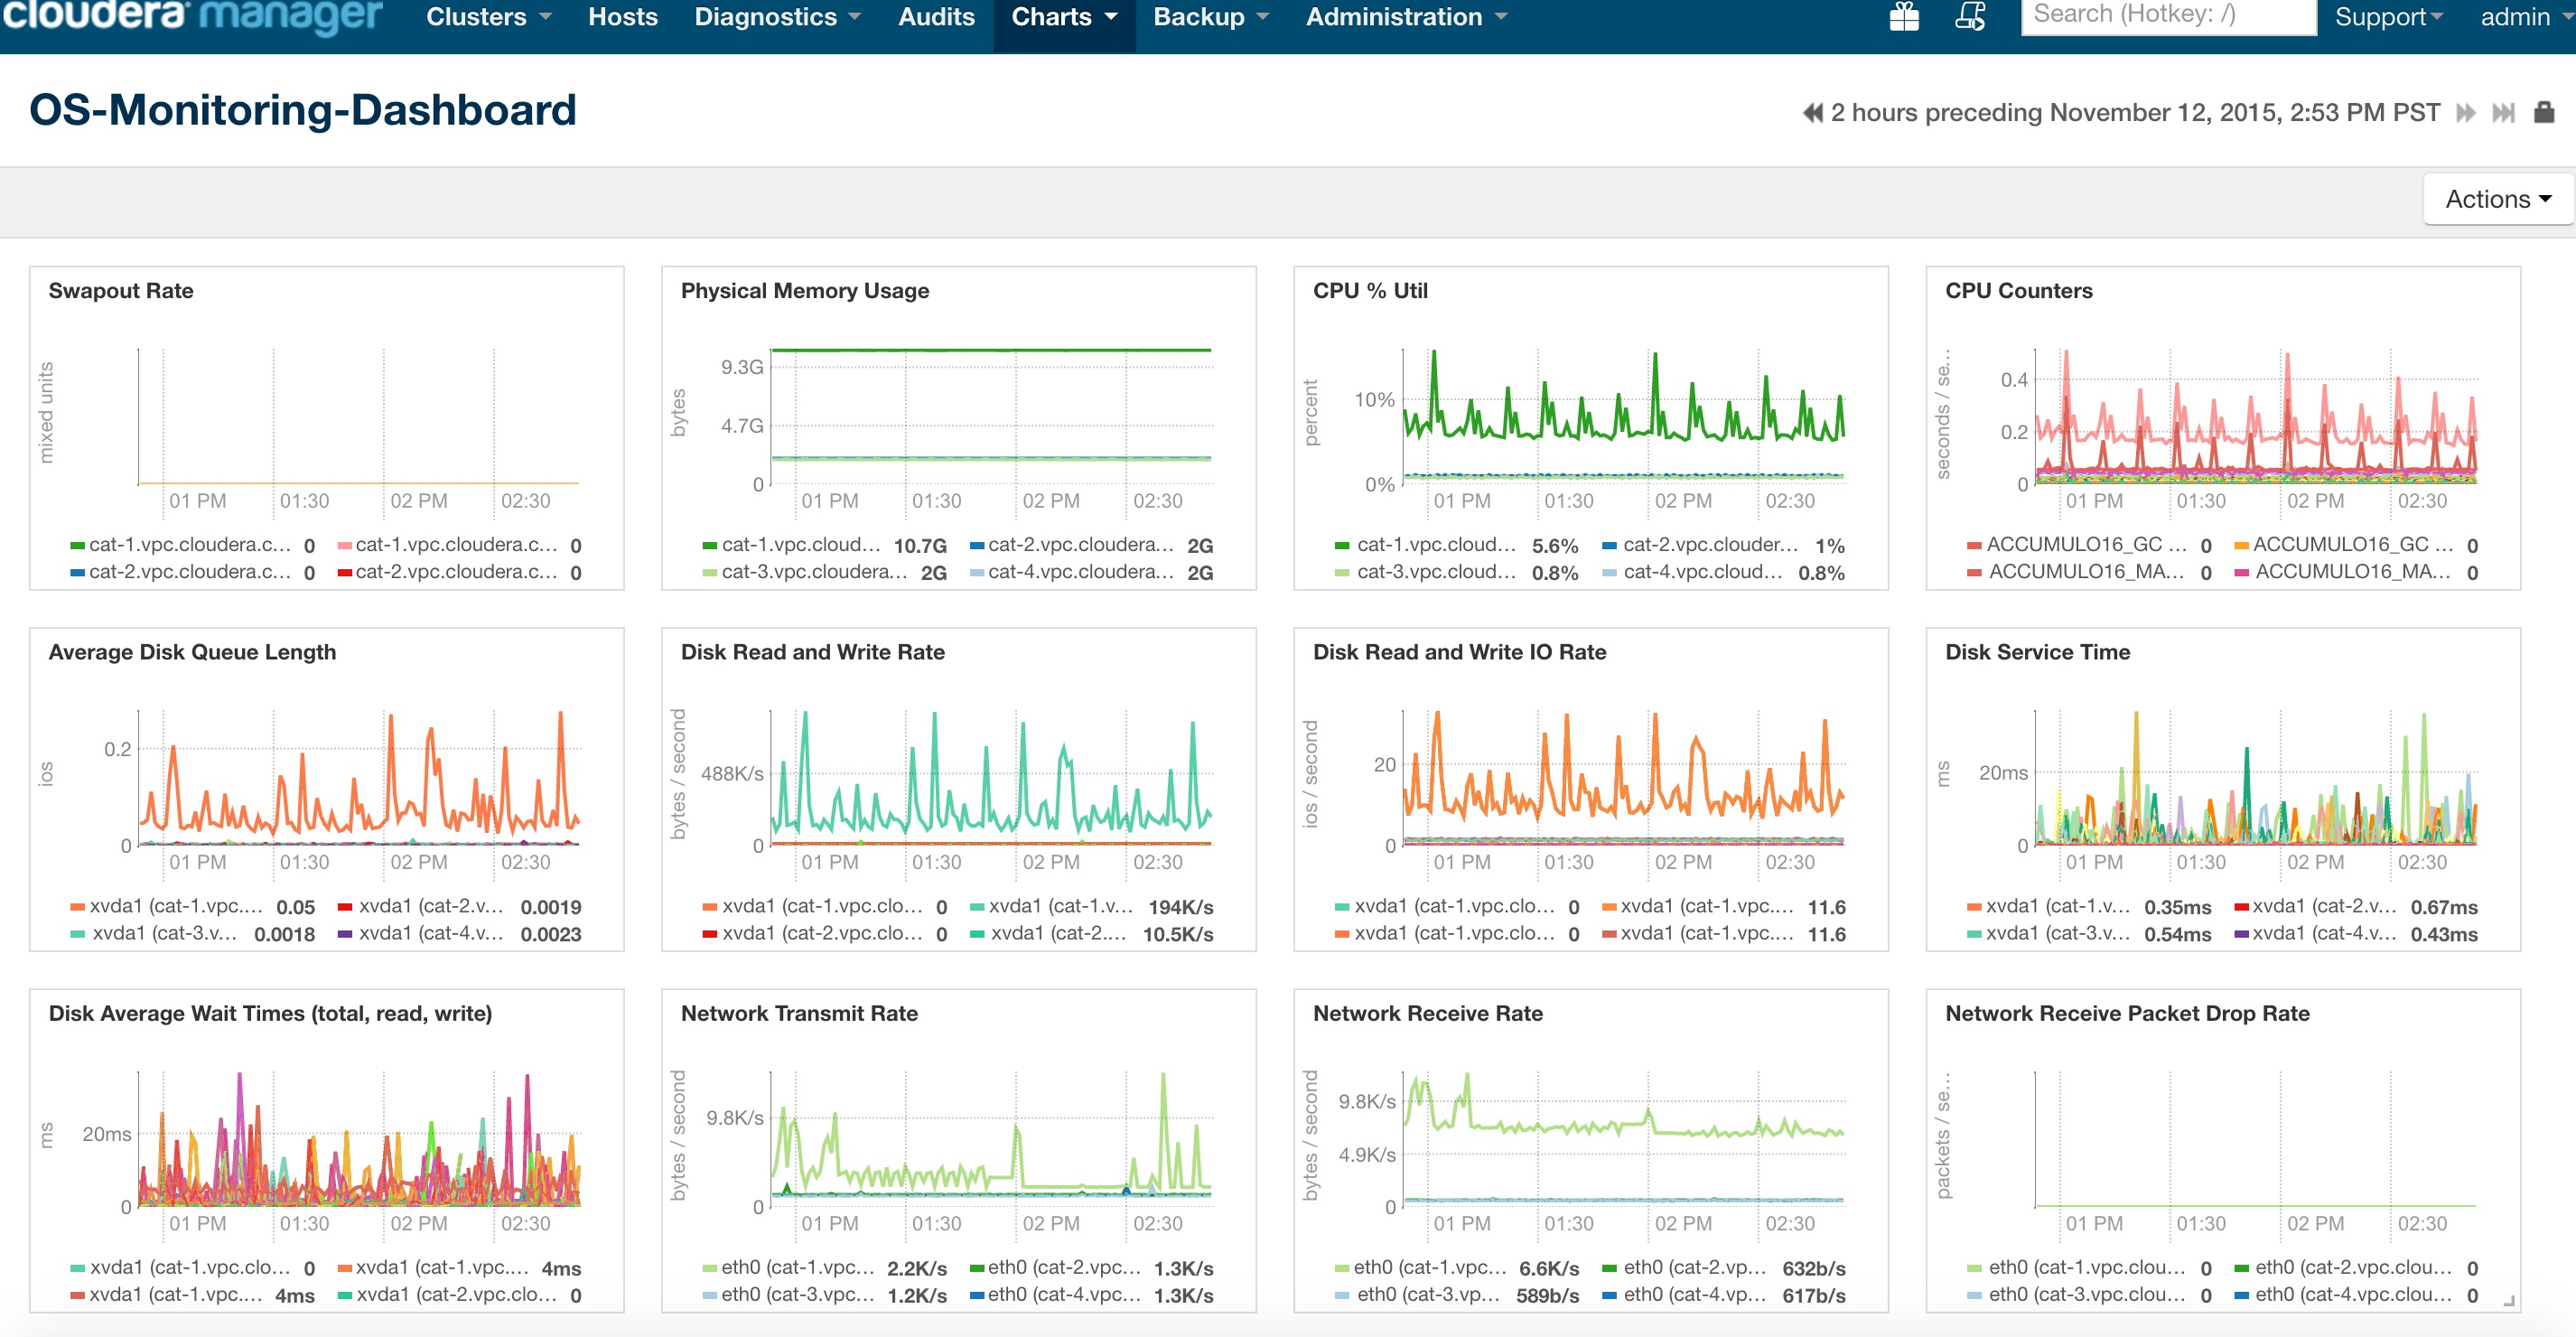 cloudera manager Clusters Hosts Diagnostics Audits Charts Backup Administration Search (Hotkey: /) Support admin
OS-Monitoring-Dashboard
2 hours preceding November 12, 2015, 2:53 PM PST
Actions
Swapout Rate
mixed units
01 PM 01:30 02 PM 02:30
cat-1.vpc.cloudera.c... 0 cat-1.vpc.cloudera.c... 0
cat-2.vpc.cloudera.c... 0 cat-2.vpc.cloudera.c... 0
Physical Memory Usage
bytes
9.3G
4.7G
0
01 PM 01:30 02 PM 02:30
cat-1.vpc.cloud... 10.7G cat-2.vpc.cloudera... 2G
cat-3.vpc.cloudera... 2G cat-4.vpc.cloudera... 2G
CPU % Util
percent
10%
0%
01 PM 01:30 02 PM 02:30
cat-1.vpc.cloud... 5.6% cat-2.vpc.clouder... 1%
cat-3.vpc.cloud... 0.8% cat-4.vpc.cloud... 0.8%
CPU Counters
seconds / se...
0.4
0.2
0
01 PM 01:30 02 PM 02:30
ACCUMULO16_GC ... 0 ACCUMULO16_GC ... 0
ACCUMULO16_MA... 0 ACCUMULO16_MA... 0
Average Disk Queue Length
ios
0.2
0
01 PM 01:30 02 PM 02:30
xvda1 (cat-1.vpc.... 0.05 xvda1 (cat-2.v... 0.0019
xvda1 (cat-3.v... 0.0018 xvda1 (cat-4.v... 0.0023
Disk Read and Write Rate
bytes / second
488K/s
0
01 PM 01:30 02 PM 02:30
xvda1 (cat-1.vpc.clo... 0 xvda1 (cat-1.v... 194K/s
xvda1 (cat-2.vpc.clo... 0 xvda1 (cat-2.... 10.5K/s
Disk Read and Write IO Rate
ios / second
20
0
01 PM 01:30 02 PM 02:30
xvda1 (cat-1.vpc.clo... 0 xvda1 (cat-1.vpc.... 11.6
xvda1 (cat-1.vpc.clo... 0 xvda1 (cat-1.vpc.... 11.6
Disk Service Time
ms
20ms
0
01 PM 01:30 02 PM 02:30
xvda1 (cat-1.v... 0.35ms xvda1 (cat-2.v... 0.67ms
xvda1 (cat-3.v... 0.54ms xvda1 (cat-4.v... 0.43ms
Disk Average Wait Times (total, read, write)
ms
20ms
0
01 PM 01:30 02 PM 02:30
xvda1 (cat-1.vpc.clo... 0 xvda1 (cat-1.vpc.... 4ms
xvda1 (cat-1.vpc.... 4ms xvda1 (cat-2.vpc.clo... 0
Network Transmit Rate
bytes / second
9.8K/s
0
01 PM 01:30 02 PM 02:30
eth0 (cat-1.vpc... 2.2K/s eth0 (cat-2.vpc... 1.3K/s
eth0 (cat-3.vpc... 1.2K/s eth0 (cat-4.vpc... 1.3K/s
Network Receive Rate
bytes / second
9.8K/s
4.9K/s
0
01 PM 01:30 02 PM 02:30
eth0 (cat-1.vpc... 6.6K/s eth0 (cat-2.vp... 632b/s
eth0 (cat-3.vp... 589b/s eth0 (cat-4.vp... 617b/s
Network Receive Packet Drop Rate
packets / se...
01 PM 01:30 02 PM 02:30
eth0 (cat-1.vpc.clou... 0 eth0 (cat-2.vpc.clou... 0
eth0 (cat-3.vpc.clou... 0 eth0 (cat-4.vpc.clou... 0